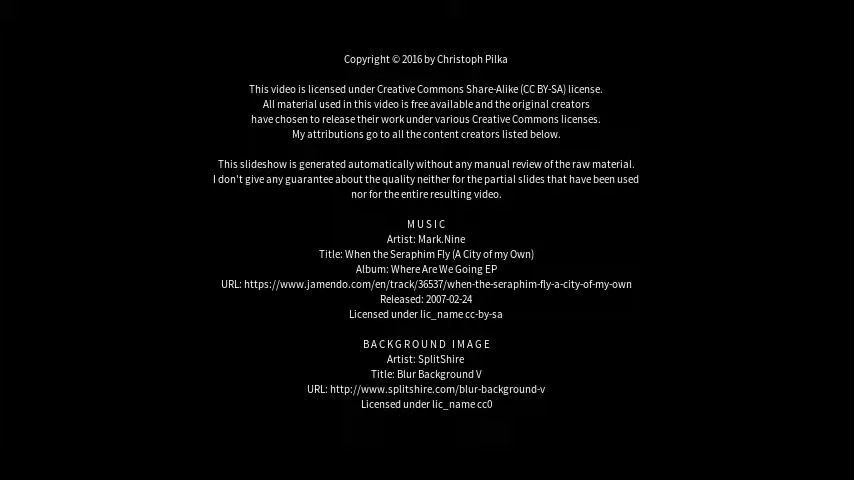 Copyright © 2016 by Christoph Pilka
This video is licensed under Creative Commons Share-Alike (CC BY-SA) license.
All material used in this video is free available and the original creators
have chosen to release their work under various Creative Commons licenses.
My attributions go to all the content creators listed below.
This slideshow is generated automatically without any manual review of the raw material.
I don't give any guarantee about the quality neither for the partial slides that have been used
nor for the entire resulting video.
MUSIC
Artist: Mark.Nine
Title: When the Seraphim Fly (A City of my Own)
Album: Where Are We Going EP
URL: https://www.jamendo.com/en/track/36537/when-the-seraphim-fly-a-city-of-my-own
Released: 2007-02-24
Licensed under lic_name cc-by-sa
BACKGROUND IMAGE
Artist: SplitShire
Title: Blur Background V
URL: http://www.splitshire.com/blur-background-v
Licensed under lic_name cc0